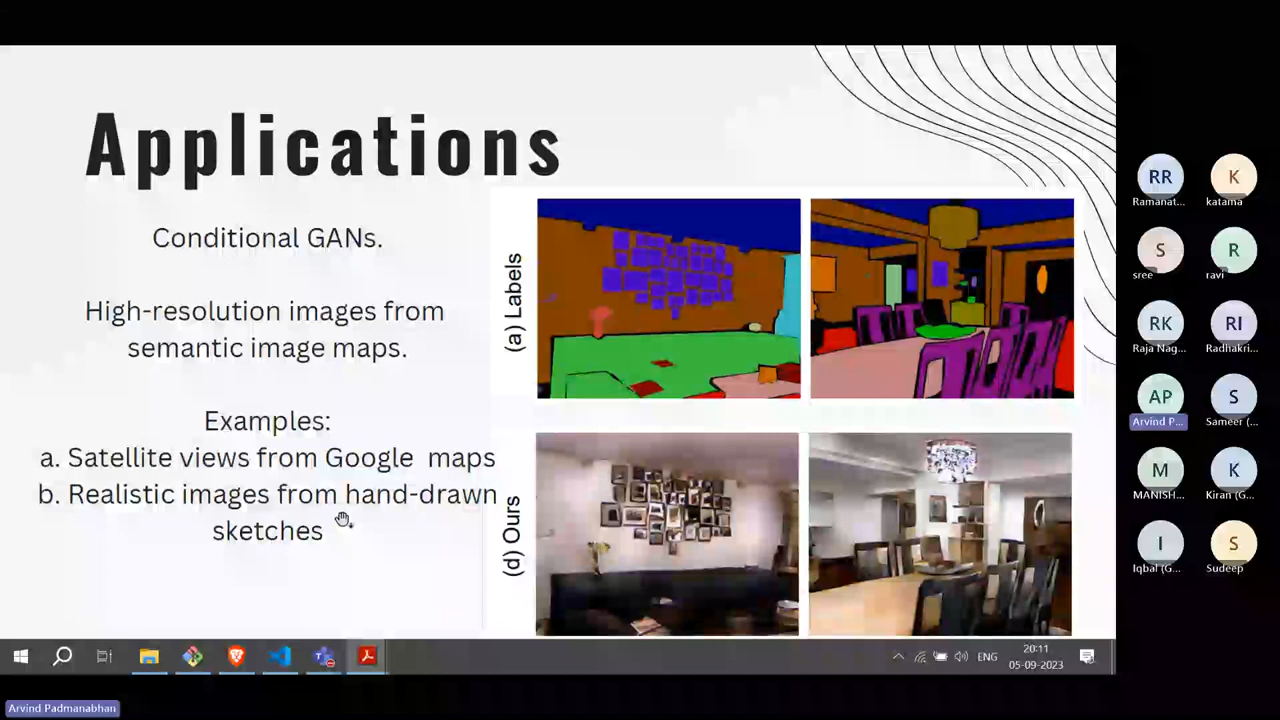 Applications
Conditional GANs.
High-resolution images from
semantic image maps.
Examples:
a. Satellite views from Google maps
b. Realistic images from hand-drawn
sketches
(a) Labels
(d) Ours
RR
Ramanat...
K
katama
S
sree
R
ravi
RK
Raja Nag...
RI
Radhakri...
AP
Arvind P...
S
Sameer (...
M
MANISH...
K
Kiran (G...
I
Iqbal (G...
S
Sudeep
ENG
20:11
05-09-2023
Arvind Padmanabhan